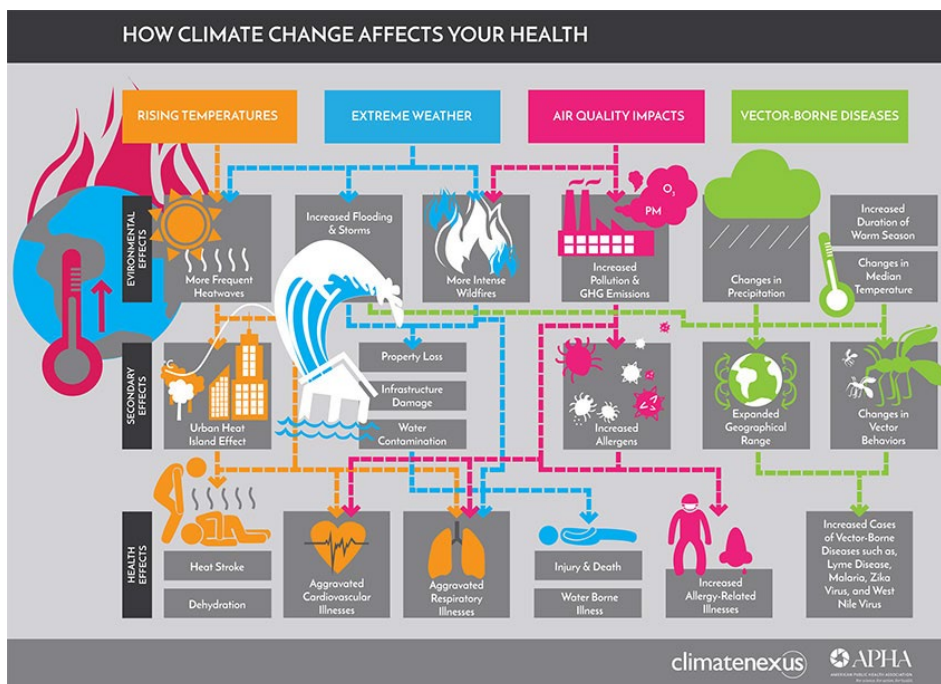 HOW CLIMATE CHANGE AFFECTS YOUR HEALTH
RISING TEMPERATURES
EXTREME WEATHER
AIR QUALITY IMPACTS
VECTOR-BORNE DISEASES
EVIRONMENTAL
EFFECTS
More Frequent
Heatwaves
Increased Flooding
& Storms
More Intense
Wildfires
O₃
PM
Increased
Pollution &
GHG Emissions
Changes in
Precipitation
Increased
Duration of
Warm Season
Changes in
Median
Temperature
SECONDARY
EFFECTS
Urban Heat
Island Effect
Property Loss
Infrastructure
Damage
Water
Contamination
Increased
Allergens
Expanded
Geographical
Range
Changes in
Vector
Behaviors
HEALTH
EFFECTS
Heat Stroke
Dehydration
Aggravated
Cardiovascular
Illnesses
Aggravated
Respiratory
Illnesses
Injury & Death
Water Borne
Illness
Increased
Allergy-Related
Illnesses
Increased Cases
of Vector-Borne
Diseases such as,
Lyme Disease,
Malaria, Zika
Virus, and West
Nile Virus
climatenexus
APHA
AMERICAN PUBLIC HEALTH ASSOCIATION